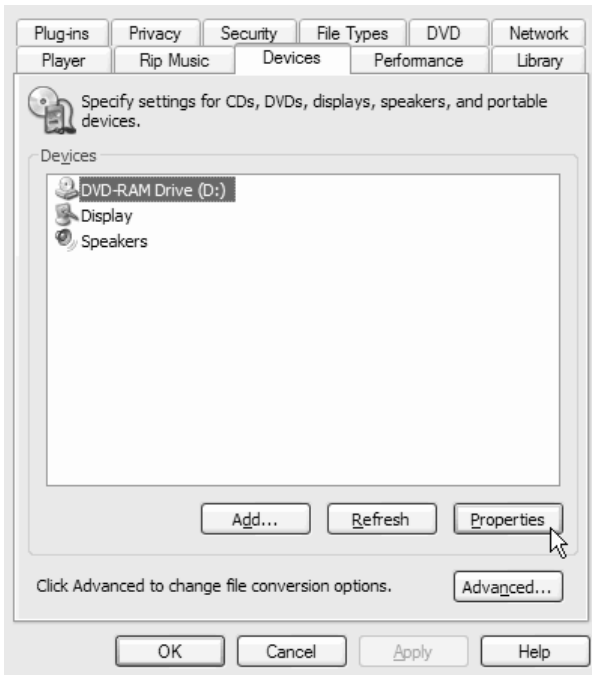 Plug-ins Privacy Security File Types DVD Network
Player Rip Music Devices Performance Library
Specify settings for CDs, DVDs, displays, speakers, and portable
devices.
Devices
DVD-RAM Drive (D:)
Display
Speakers
Add... Refresh Properties
Click Advanced to change file conversion options. Advanced...
OK Cancel Apply Help